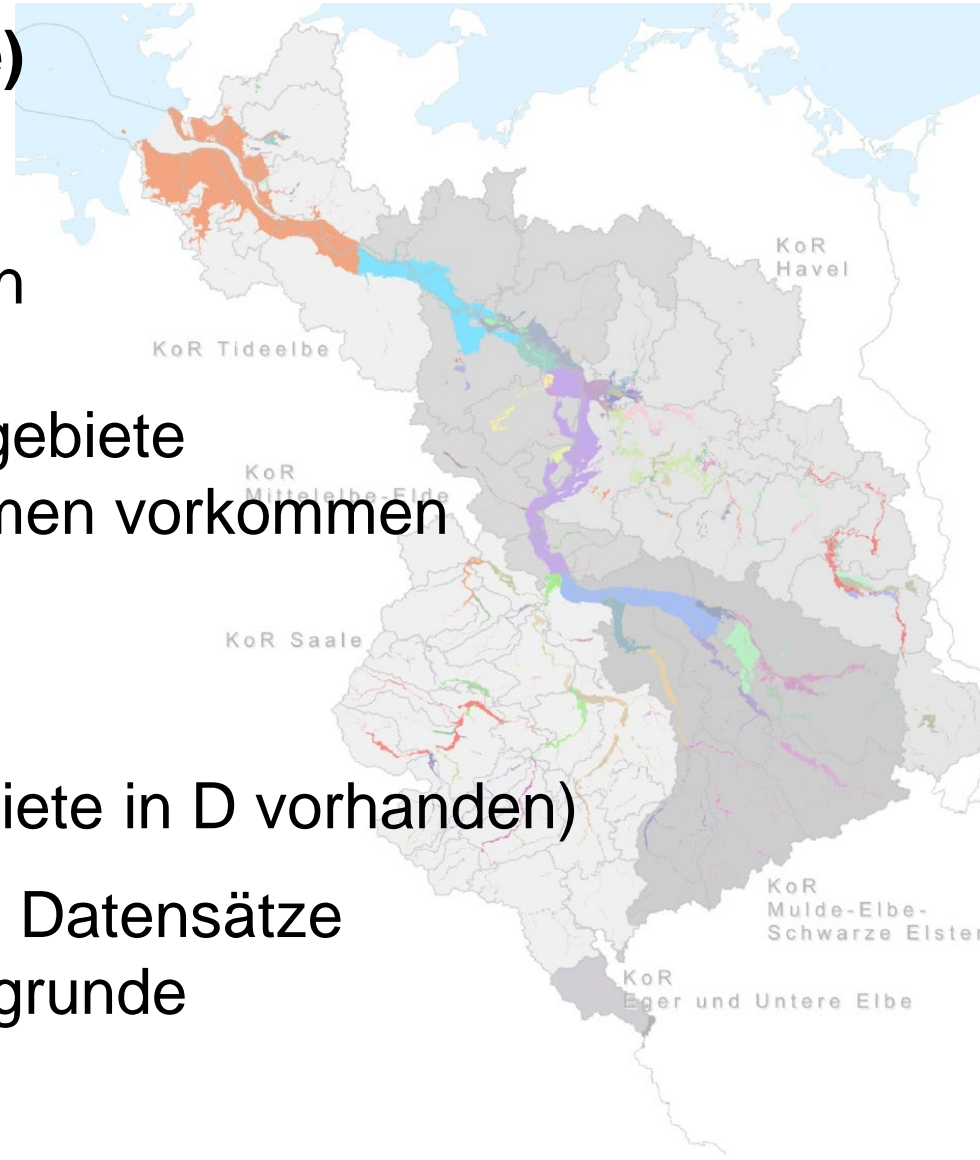 )
KoR
Havel
n
KoR Tideelbe
gebiete
KoR
Mittelelbe-Elde
men vorkommen
KoR Saale
iete in D vorhanden)
KoR
Mulde-Elbe-
Schwarze Elster
Datensätze
KoR
Eger und Untere Elbe
grunde